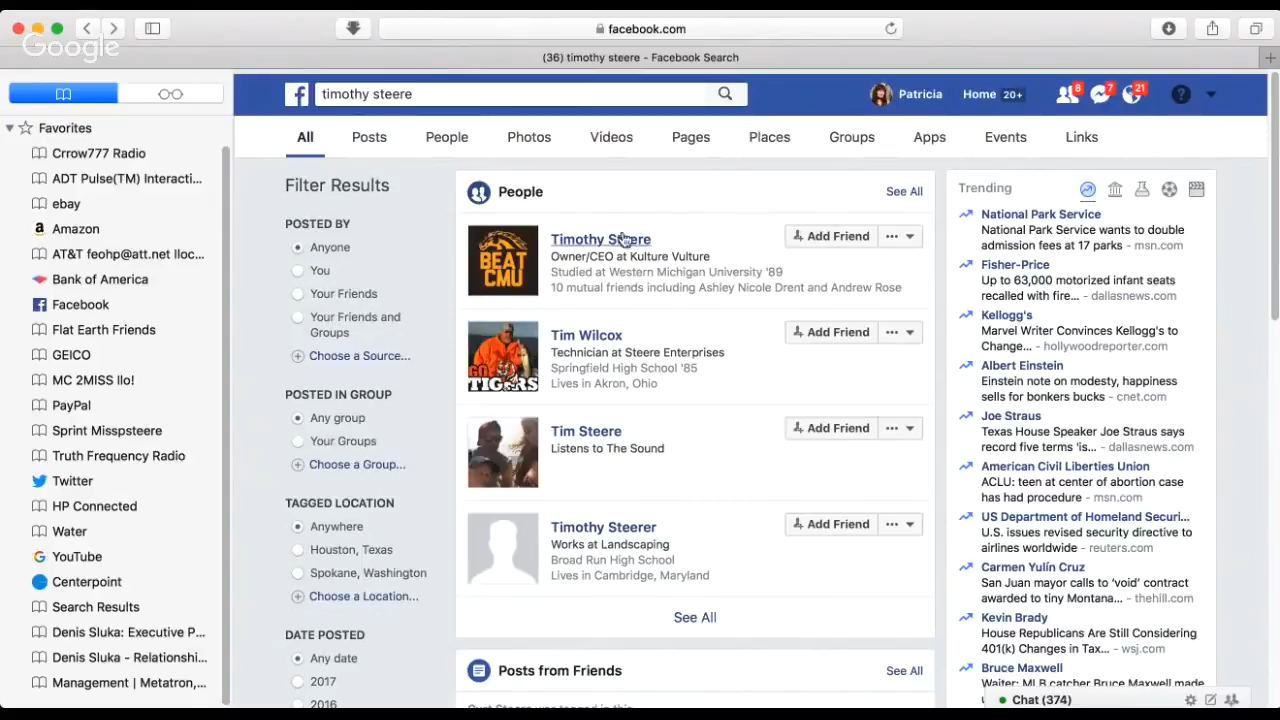 facebook.com
Google
(36) timothy steere - Facebook Search
timothy steere
Patricia
Home 20+
8
7
21
?
Favorites
Crrow777 Radio
ADT Pulse(TM) Interacti...
ebay
Amazon
AT&T feohp@att.net lloc...
Bank of America
Facebook
Flat Earth Friends
GEICO
MC 2MISS llo!
PayPal
Sprint Misspsteere
Truth Frequency Radio
Twitter
HP Connected
Water
YouTube
Centerpoint
Search Results
Denis Sluka: Executive P...
Denis Sluka - Relationshi...
Management | Metatron,...
All
Posts
People
Photos
Videos
Pages
Places
Groups
Apps
Events
Links
Filter Results
POSTED BY
Anyone
You
Your Friends
Your Friends and
Groups
Choose a Source...
POSTED IN GROUP
Any group
Your Groups
Choose a Group...
TAGGED LOCATION
Anywhere
Houston, Texas
Spokane, Washington
Choose a Location...
DATE POSTED
Any date
2017
2016
People
See All
BEAT
CMU
Timothy Steere
Owner/CEO at Kulture Vulture
Studied at Western Michigan University '89
10 mutual friends including Ashley Nicole Drent and Andrew Rose
Add Friend
GO
TIGERS
Tim Wilcox
Technician at Steere Enterprises
Springfield High School '85
Lives in Akron, Ohio
Add Friend
Tim Steere
Listens to The Sound
Add Friend
Timothy Steerer
Works at Landscaping
Broad Run High School
Lives in Cambridge, Maryland
Add Friend
See All
Posts from Friends
See All
Trending
National Park Service
National Park Service wants to double
admission fees at 17 parks - msn.com
Fisher-Price
Up to 63,000 motorized infant seats
recalled with fire... - dallasnews.com
Kellogg's
Marvel Writer Convinces Kellogg's to
Change... - hollywoodreporter.com
Albert Einstein
Einstein note on modesty, happiness
sells for bonkers bucks - cnet.com
Joe Straus
Texas House Speaker Joe Straus says
record five terms 'is... - dallasnews.com
American Civil Liberties Union
ACLU: teen at center of abortion case
has had procedure - msn.com
US Department of Homeland Securi...
U.S. issues revised security directive to
airlines worldwide - reuters.com
Carmen Yulín Cruz
San Juan mayor calls to 'void' contract
awarded to tiny Montana... - thehill.com
Kevin Brady
House Republicans Are Still Considering
401(k) Changes in Tax... - wsj.com
Bruce Maxwell
Waiter: MLB catcher Bruce Maxwell made
Chat (374)